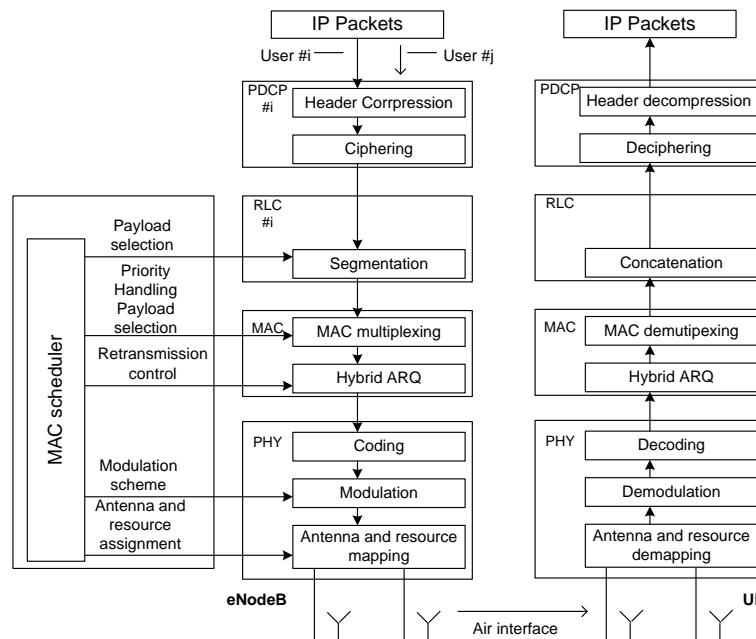 IP Packets
IP Packets
User #i
User #j
PDCP
#i
Header Corrpression
Ciphering
PDCP
Header decompression
Deciphering
RLC
#i
Segmentation
RLC
Concatenation
MAC scheduler
Payload
selection
Priority
Handling
Payload
selection
Retransmission
control
Modulation
scheme
Antenna and
resource
assignment
MAC
MAC multiplexing
Hybrid ARQ
MAC
MAC demutipexing
Hybrid ARQ
PHY
Coding
Modulation
Antenna and resource
mapping
PHY
Decoding
Demodulation
Antenna and resource
demapping
eNodeB
Air interface